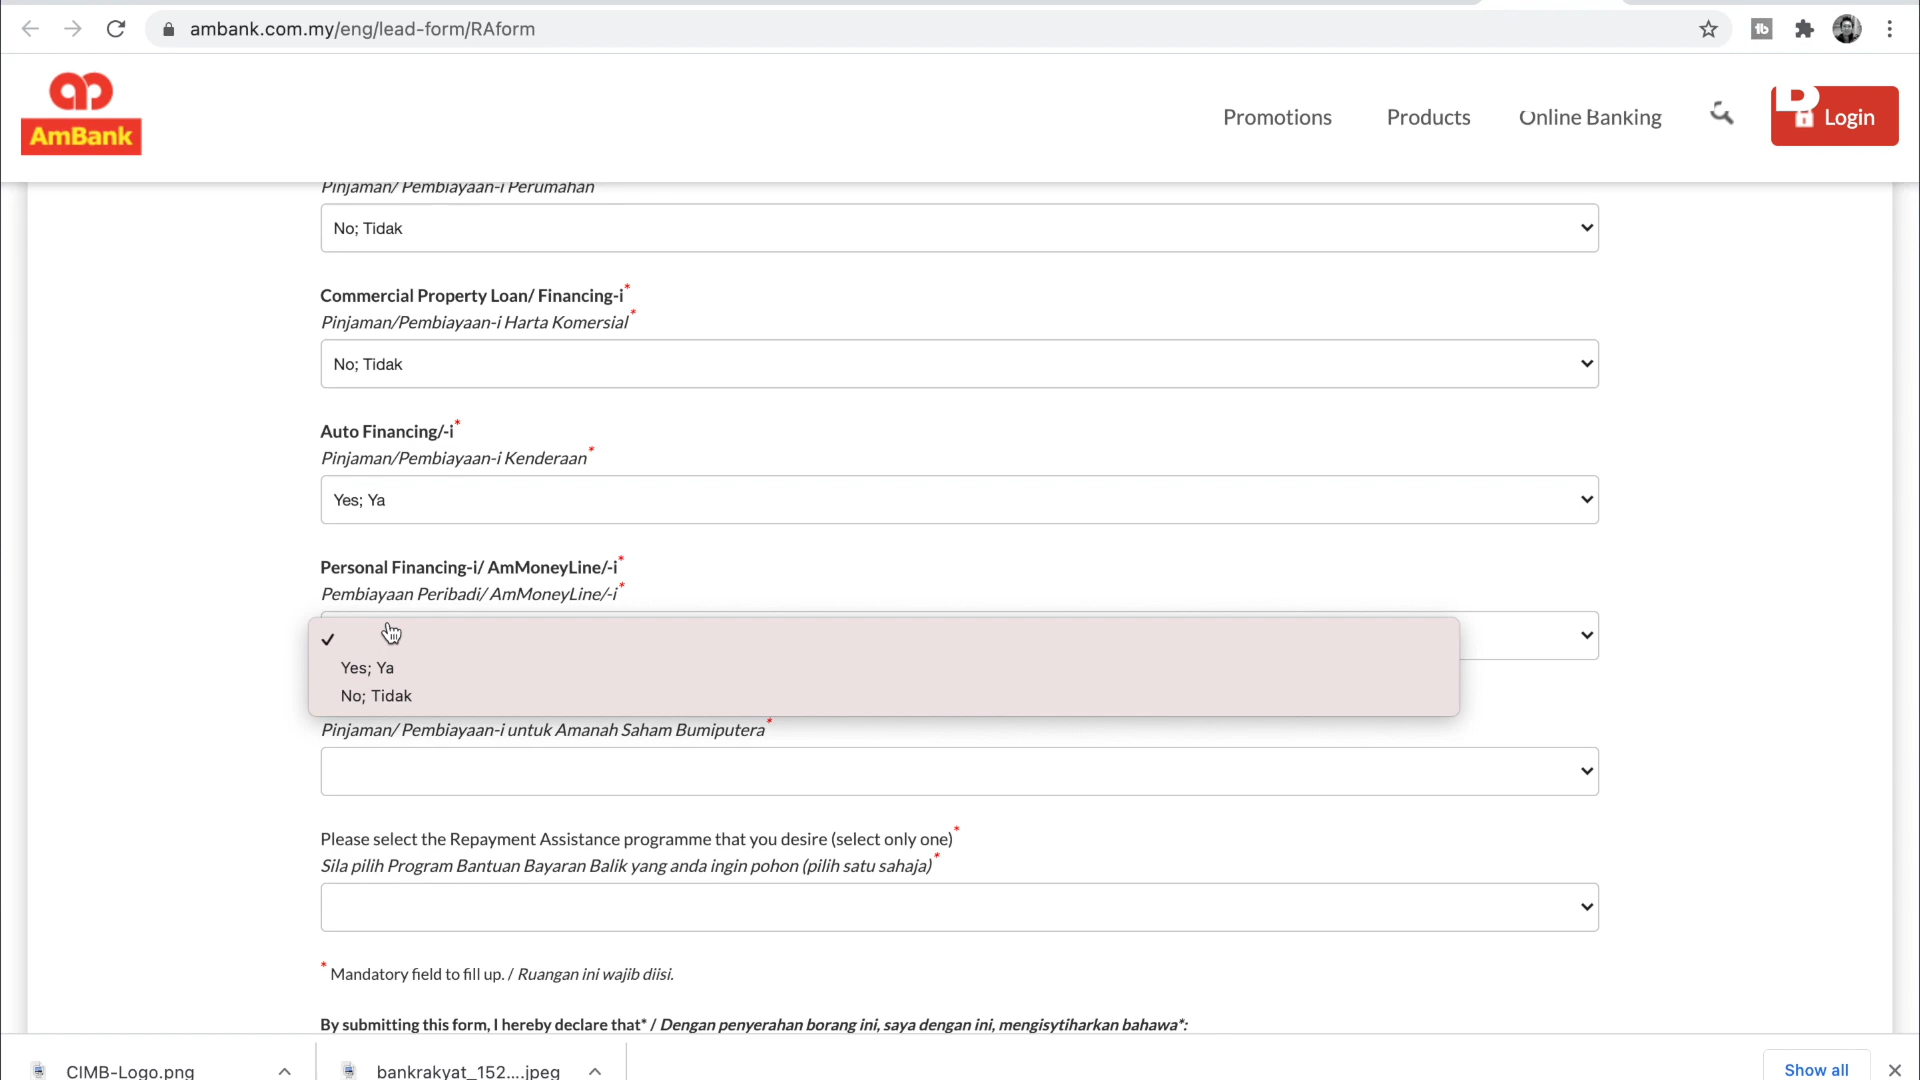 ambank.com.my/eng/lead-form/RAform
AmBank
Promotions
Products
Online Banking
Login
Pinjaman/ Pembiayaan-i Perumahan
No; Tidak
Commercial Property Loan/ Financing-i*
Pinjaman/Pembiayaan-i Harta Komersial*
No; Tidak
Auto Financing/-i*
Pinjaman/Pembiayaan-i Kenderaan*
Yes; Ya
Personal Financing-i/ AmMoneyLine/-i*
Pembiayaan Peribadi/ AmMoneyLine/-i*
Yes; Ya
No; Tidak
Pinjaman/ Pembiayaan-i untuk Amanah Saham Bumiputera*
Please select the Repayment Assistance programme that you desire (select only one)*
Sila pilih Program Bantuan Bayaran Balik yang anda ingin pohon (pilih satu sahaja)*
* Mandatory field to fill up. / Ruangan ini wajib diisi.
By submitting this form, I hereby declare that* / Dengan penyerahan borang ini, saya dengan ini, mengisytiharkan bahawa*:
CIMB-Logo.png
bankrakyat_152....jpeg
Show all